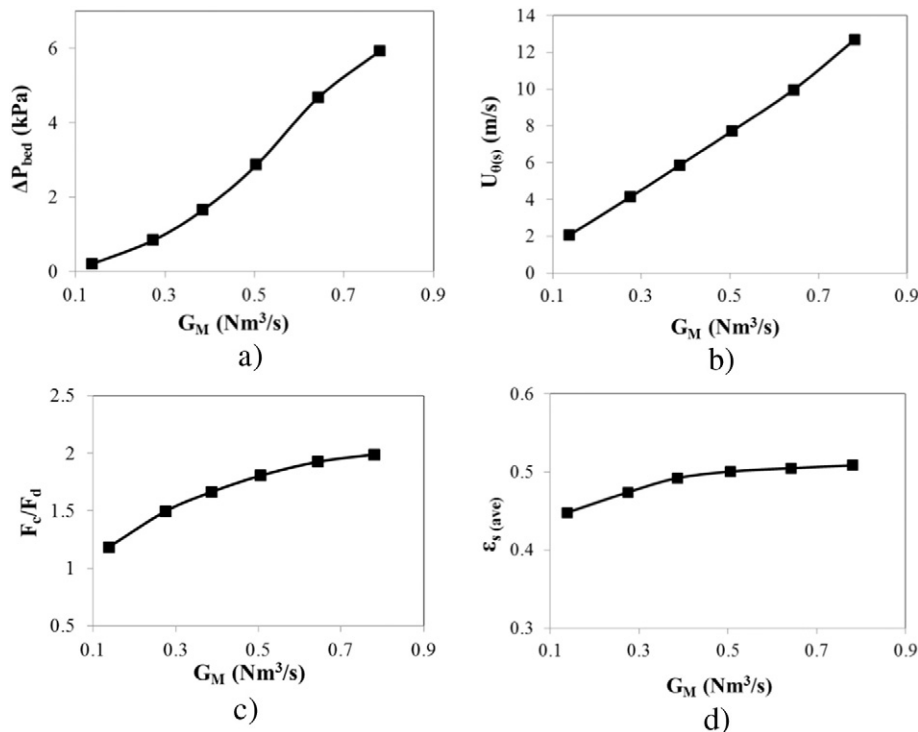 ΔP_bed (kPa)
6
4
2
0
0.1 0.3 0.5 0.7 0.9
G_M (Nm³/s)
a)
U_θ(s) (m/s)
14
12
10
8
6
4
2
0
0.1 0.3 0.5 0.7 0.9
G_M (Nm³/s)
b)
F_c/F_d
2.5
2
1.5
1
0.5
0.1 0.3 0.5 0.7 0.9
G_M (Nm³/s)
c)
ε_s (ave)
0.6
0.5
0.4
0.3
0.1 0.3 0.5 0.7 0.9
G_M (Nm³/s)
d)